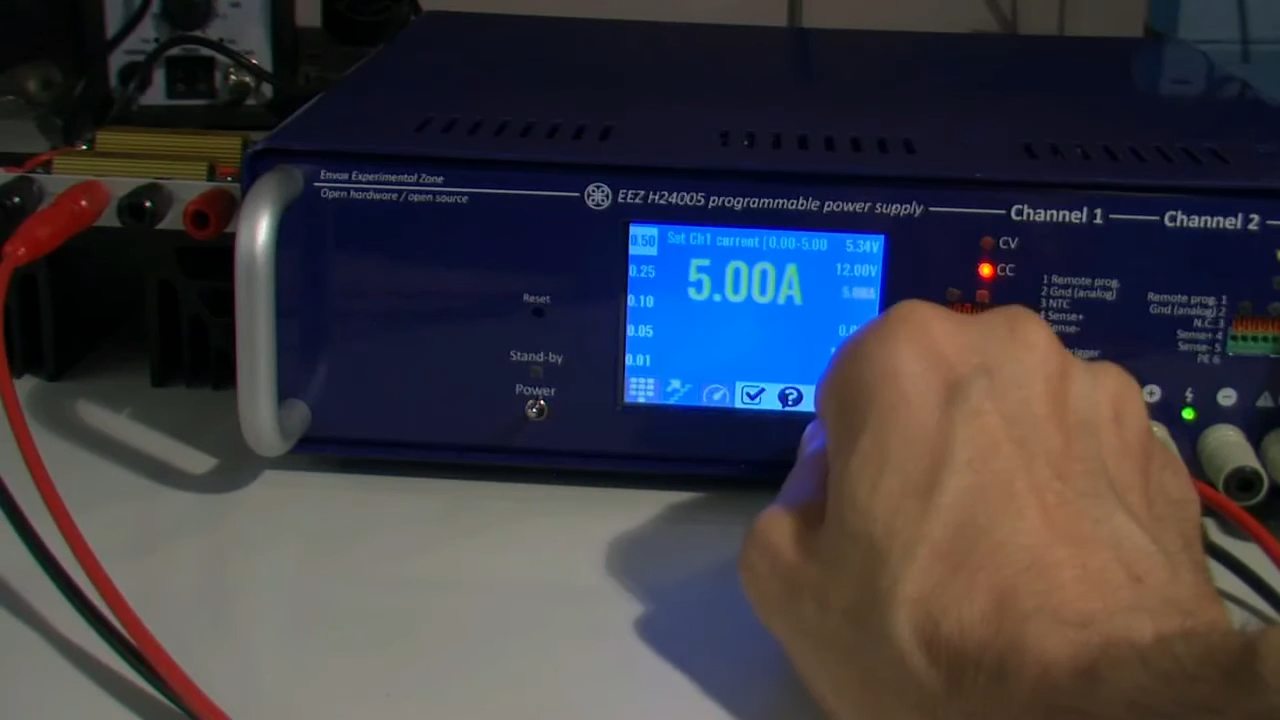 Envox Experimental Zone
Open hardware / open source
EEZ H24005 programmable power supply
Channel 1
Channel 2
CV
CC
1 Remote prog.
2 Gnd (analog)
3 NTC
4 Sense+
Sense-
Remote prog. 1
Gnd (analog) 2
N.C. 3
Sense+ 4
Sense- 5
PE 6
Reset
Stand-by
Power
0.50
Set Ch1 current [0.00-5.00
5.34V
0.25
5.00A
12.00V
0.10
0.05
0.01